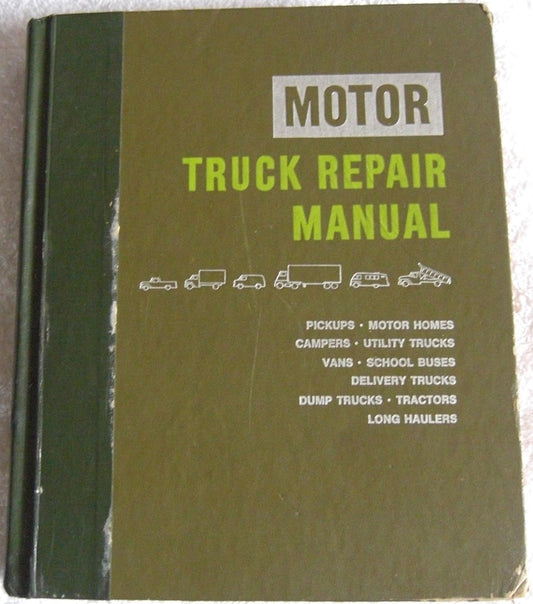 MOTOR
TRUCK REPAIR
MANUAL
PICKUPS • MOTOR HOMES
CAMPERS • UTILITY TRUCKS
VANS • SCHOOL BUSES
DELIVERY TRUCKS
DUMP TRUCKS • TRACTORS
LONG HAULERS